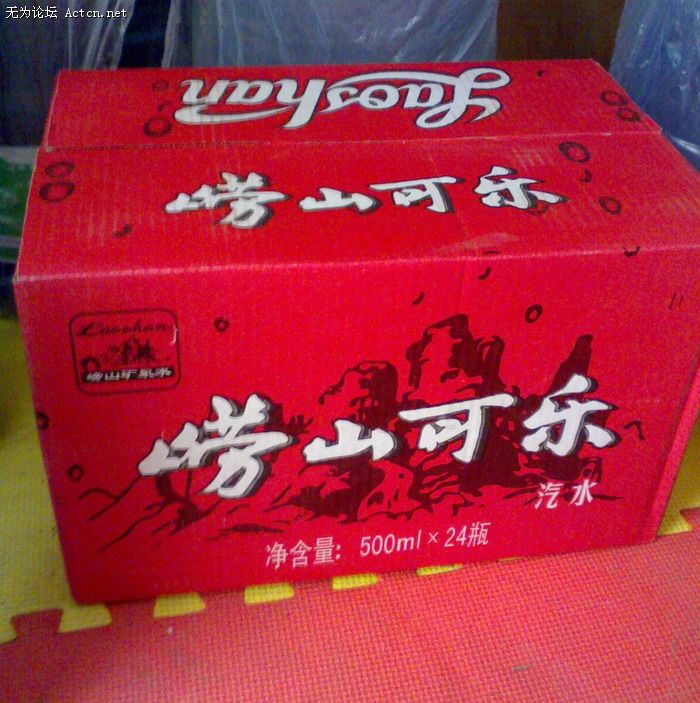 无为论坛 Actcn.net
Laoshan
崂山可乐
Laoshan
崂山矿泉水
崂山可乐
汽水
净含量: 500ml×24瓶